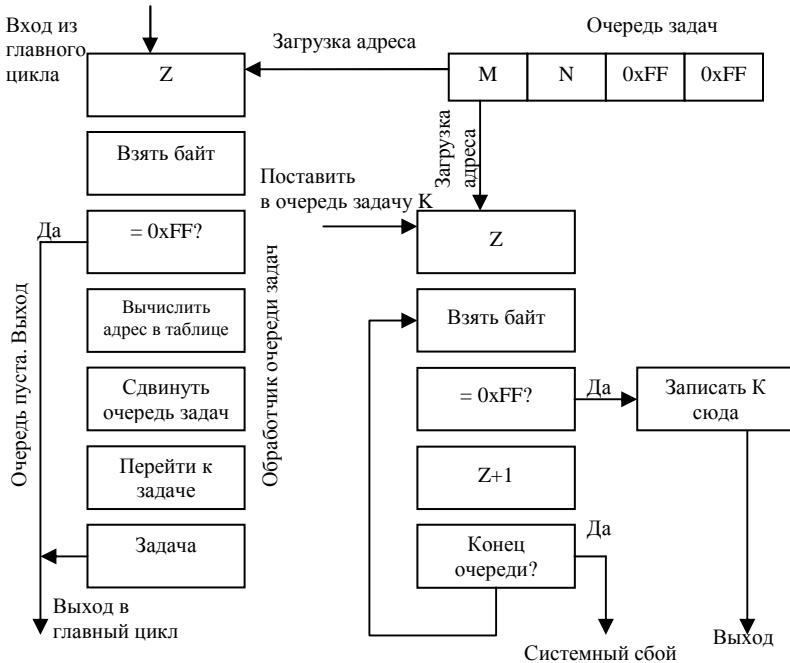 Вход из
главного
цикла
Загрузка адреса
Очередь задач
Z
M
N
0xFF
0xFF
Загрузка
адреса
Взять байт
Поставить
в очередь задачу K
Да
= 0xFF?
Z
Очередь пуста. Выход
Обработчик очереди задач
Вычислить
адрес в таблице
Взять байт
Сдвинуть
очередь задач
= 0xFF?
Да
Записать К
сюда
Перейти к
задаче
Z+1
Задача
Да
Конец
очереди?
Выход в
главный цикл
Системный сбой
Выход